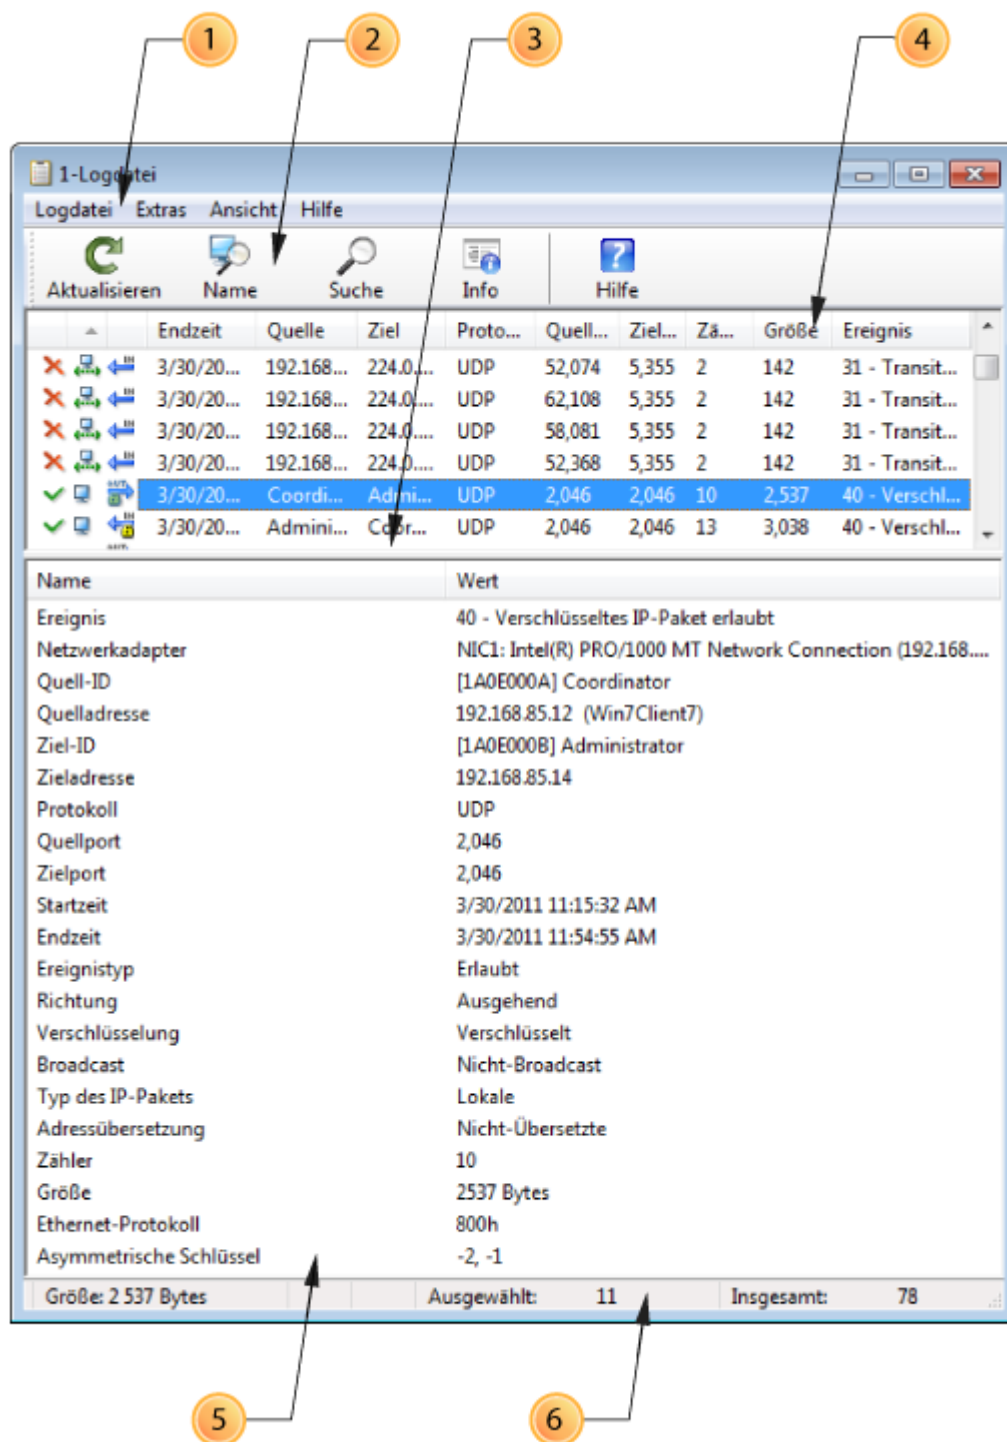 1 2 3 4
1-Logdatei
Logdatei Extras Ansicht Hilfe
Aktualisieren Name Suche Info Hilfe
Endzeit Quelle Ziel Proto... Quell... Ziel... Zä... Größe Ereignis
3/30/20... 192.168... 224.0.... UDP 52,074 5,355 2 142 31 - Transit...
3/30/20... 192.168... 224.0.... UDP 62,108 5,355 2 142 31 - Transit...
3/30/20... 192.168... 224.0.... UDP 58,081 5,355 2 142 31 - Transit...
3/30/20... 192.168... 224.0.... UDP 52,368 5,355 2 142 31 - Transit...
3/30/20... Coordi... Admi... UDP 2,046 2,046 10 2,537 40 - Verschl...
3/30/20... Admini... Coor... UDP 2,046 2,046 13 3,038 40 - Verschl...
Name Wert
Ereignis 40 - Verschlüsseltes IP-Paket erlaubt
Netzwerkadapter NIC1: Intel(R) PRO/1000 MT Network Connection (192.168....
Quell-ID [1A0E000A] Coordinator
Quelladresse 192.168.85.12 (Win7Client7)
Ziel-ID [1A0E000B] Administrator
Zieladresse 192.168.85.14
Protokoll UDP
Quellport 2,046
Zielport 2,046
Startzeit 3/30/2011 11:15:32 AM
Endzeit 3/30/2011 11:54:55 AM
Ereignistyp Erlaubt
Richtung Ausgehend
Verschlüsselung Verschlüsselt
Broadcast Nicht-Broadcast
Typ des IP-Pakets Lokale
Adressübersetzung Nicht-Übersetzte
Zähler 10
Größe 2537 Bytes
Ethernet-Protokoll 800h
Asymmetrische Schlüssel -2, -1
Größe: 2 537 Bytes Ausgewählt: 11 Insgesamt: 78
5 6